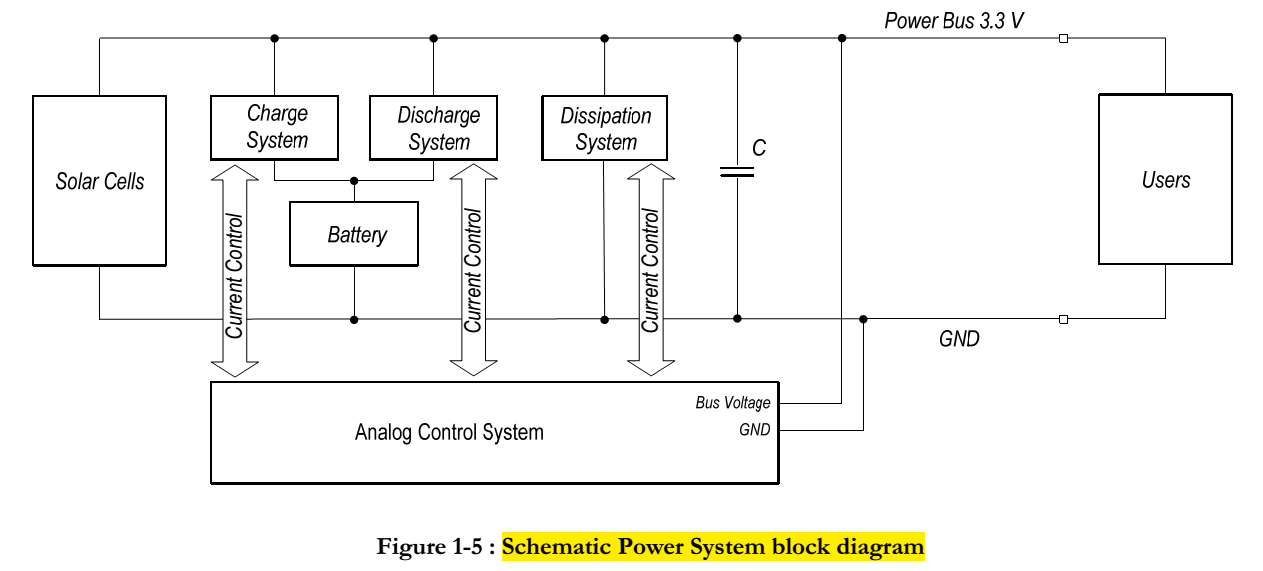 Power Bus 3.3 V
Charge
System
Discharge
System
Dissipation
System
C
Solar Cells
Users
Battery
Current Control
Current Control
Current Control
GND
Bus Voltage
GND
Analog Control System
Figure 1-5 : Schematic Power System block diagram